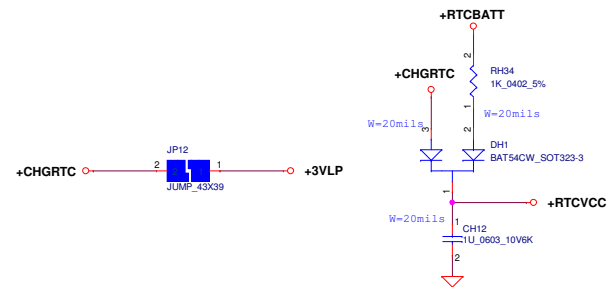 +RTCBATT
2
RH34
1K_0402_5%
1
+CHGRTC
W=20mils
W=20mils
3
2
DH1
BAT54CW_SOT323-3
JP12
+CHGRTC
2
2
1
1
+3VLP
JUMP_43X39
1
+RTCVCC
W=20mils
1
CH12
.1U_0603_10V6K
2